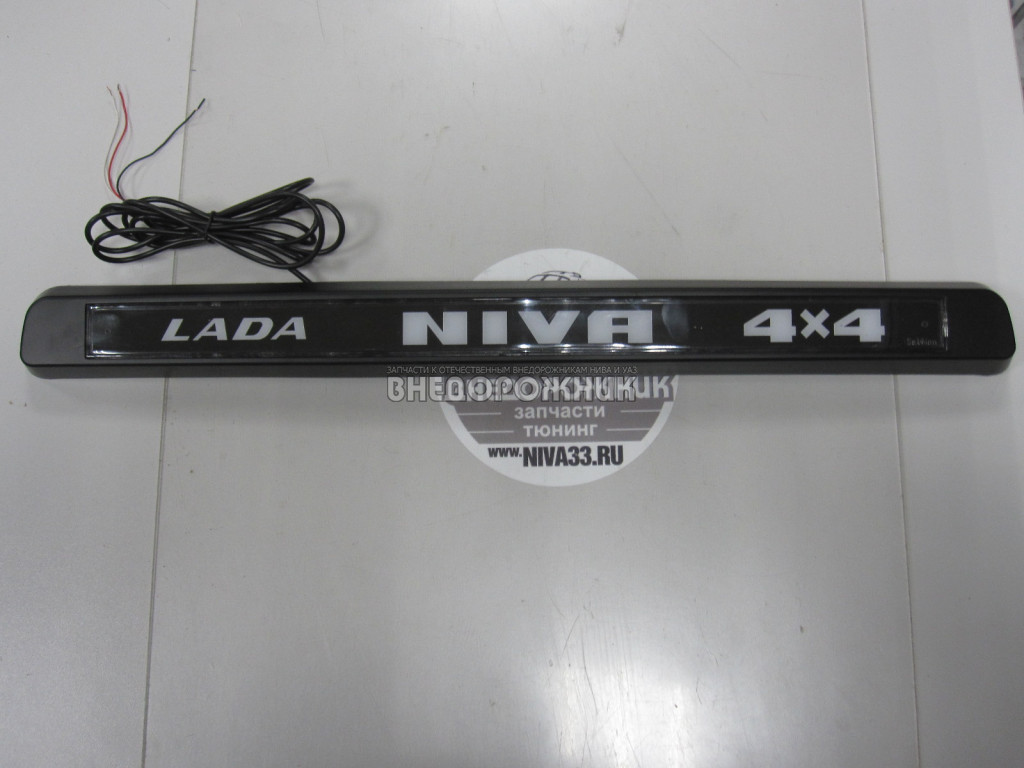 LADA NIVA 4×4
ЗАПЧАСТИ К ОТЕЧЕСТВЕННЫМ ВНЕДОРОЖНИКАМ НИВА И УАЗ
ВНЕДОРОЖНИК
запчасти
тюнинг
www.NIVA33.RU